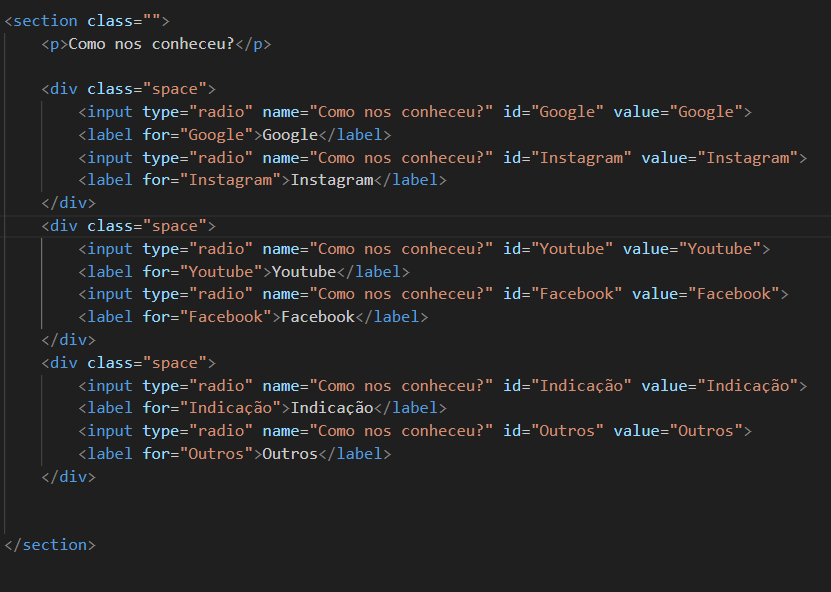 <section class="">
<p>Como nos conheceu?</p>
<div class="space">
<input type="radio" name="Como nos conheceu?" id="Google" value="Google">
<label for="Google">Google</label>
<input type="radio" name="Como nos conheceu?" id="Instagram" value="Instagram">
<label for="Instagram">Instagram</label>
</div>
<div class="space">
<input type="radio" name="Como nos conheceu?" id="Youtube" value="Youtube">
<label for="Youtube">Youtube</label>
<input type="radio" name="Como nos conheceu?" id="Facebook" value="Facebook">
<label for="Facebook">Facebook</label>
</div>
<div class="space">
<input type="radio" name="Como nos conheceu?" id="Indicação" value="Indicação">
<label for="Indicação">Indicação</label>
<input type="radio" name="Como nos conheceu?" id="Outros" value="Outros">
<label for="Outros">Outros</label>
</div>
</section>